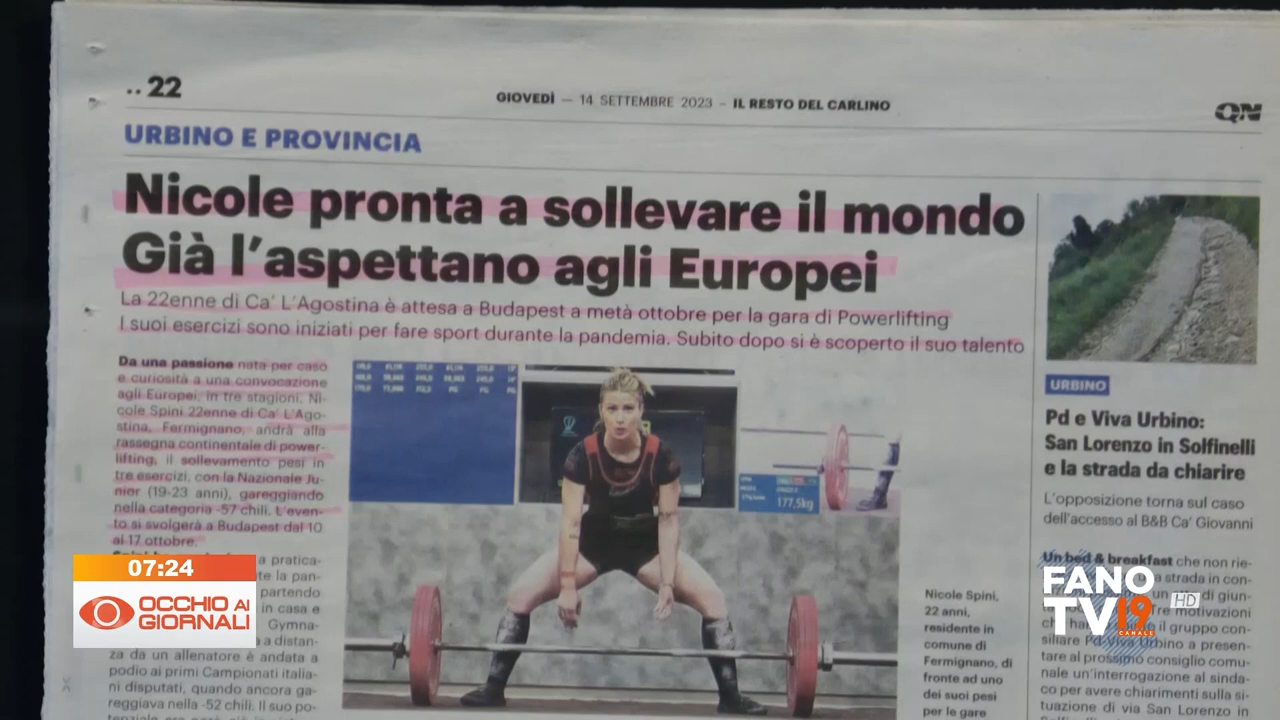 ..22
GIOVEDÌ — 14 SETTEMBRE 2023 – IL RESTO DEL CARLINO
QN
URBINO E PROVINCIA
Nicole pronta a sollevare il mondo
Già l'aspettano agli Europei
La 22enne di Ca' L'Agostina è attesa a Budapest a metà ottobre per la gara di Powerlifting
I suoi esercizi sono iniziati per fare sport durante la pandemia. Subito dopo si è scoperto il suo talento
Da una passione nata per caso
e curiosità a una convocazione
agli Europei, in tre stagioni. Ni-
cole Spini 22enne di Ca' L'Ago-
stina, Fermignano, andrà alla
rassegna continentale di power-
lifting, il sollevamento pesi in
tre esercizi, con la Nazionale Ju-
nior (19-23 anni), gareggiando
nella categoria -57 chili. L'even-
to si svolgerà a Budapest dal 10
al 17 ottobre.
a pratica-
te la pan-
partendo
in casa e
Gymna-
a distan-
za da un allenatore è andata a
podio ai primi Campionati italia-
ni disputati, quando ancora ga-
reggiava nella -52 chili. Il suo po-
177,5kg
Nicole Spini,
22 anni,
residente in
comune di
Fermignano, di
fronte ad uno
dei suoi pesi
per le gare
URBINO
Pd e Viva Urbino:
San Lorenzo in Solfinelli
e la strada da chiarire
L'opposizione torna sul caso
dell'accesso al B&B Ca' Giovanni
Un bed & breakfast che non rie-
strada in con-
un di giun-
Tre motivazioni
il gruppo con-
siliare Pd-Viva Urbino a presen-
tare al prossimo consiglio comu-
nale un'interrogazione al sinda-
co per avere chiarimenti sulla si-
tuazione di via San Lorenzo in
07:24
OCCHIO AI
GIORNALI
FANO
TV 19
CANALE
HD